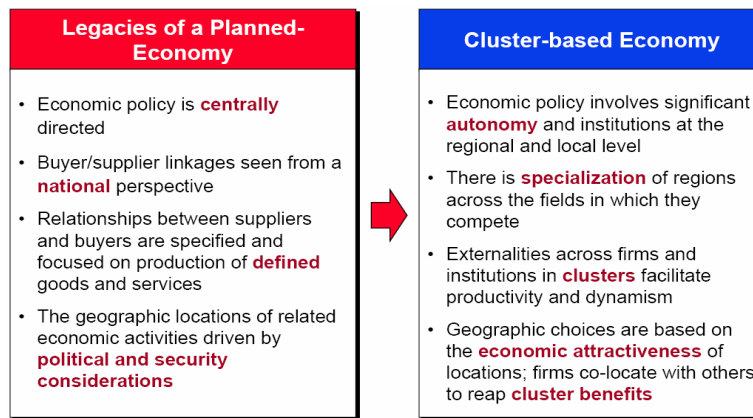 Legacies of a Planned-
Economy
• Economic policy is centrally
directed
• Buyer/supplier linkages seen from a
national perspective
• Relationships between suppliers
and buyers are specified and
focused on production of defined
goods and services
• The geographic locations of related
economic activities driven by
political and security
considerations
Cluster-based Economy
• Economic policy involves significant
autonomy and institutions at the
regional and local level
• There is specialization of regions
across the fields in which they
compete
• Externalities across firms and
institutions in clusters facilitate
productivity and dynamism
• Geographic choices are based on
the economic attractiveness of
locations; firms co-locate with others
to reap cluster benefits